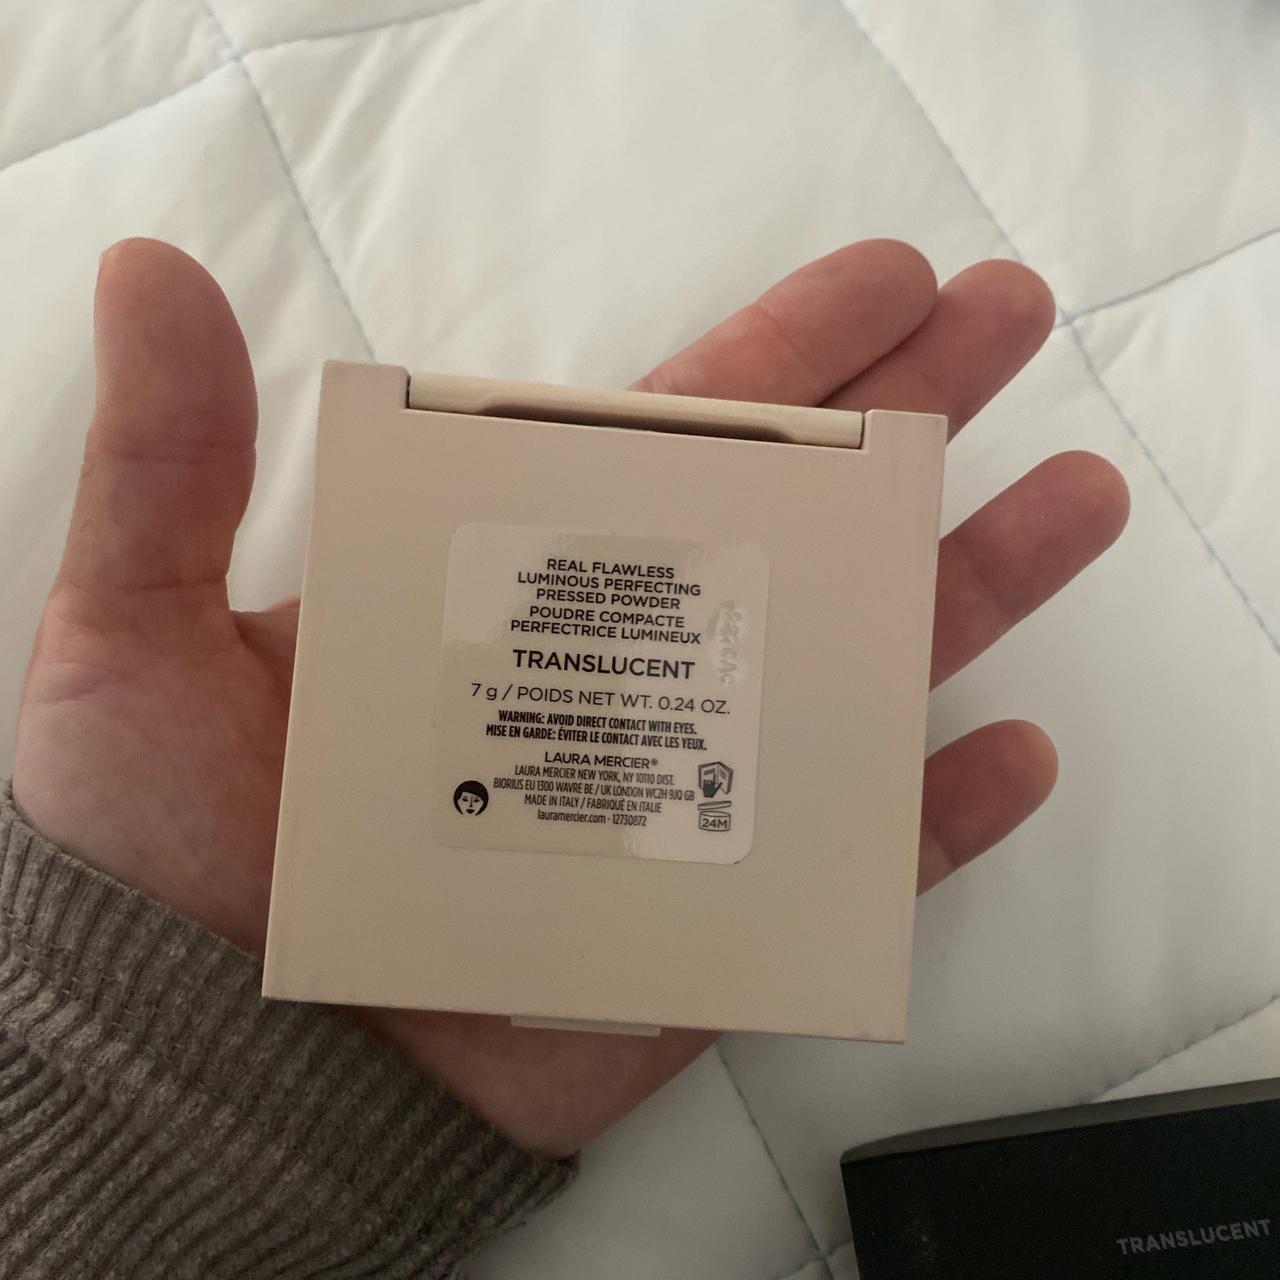 REAL FLAWLESS
LUMINOUS PERFECTING
PRESSED POWDER
POUDRE COMPACTE
PERFECTRICE LUMINEUX
TRANSLUCENT
7 g / POIDS NET WT. 0.24 OZ.
WARNING: AVOID DIRECT CONTACT WITH EYES.
MISE EN GARDE: ÉVITER LE CONTACT AVEC LES YEUX.
LAURA MERCIER®
LAURA MERCIER NEW YORK, NY 10110 DIST.
BIORIUS EU 1300 WAVRE BE / UK LONDON WC2H 9JQ GB
MADE IN ITALY / FABRIQUÉ EN ITALIE
lauramercier.com - 12730872
24M
TRANSLUCENT